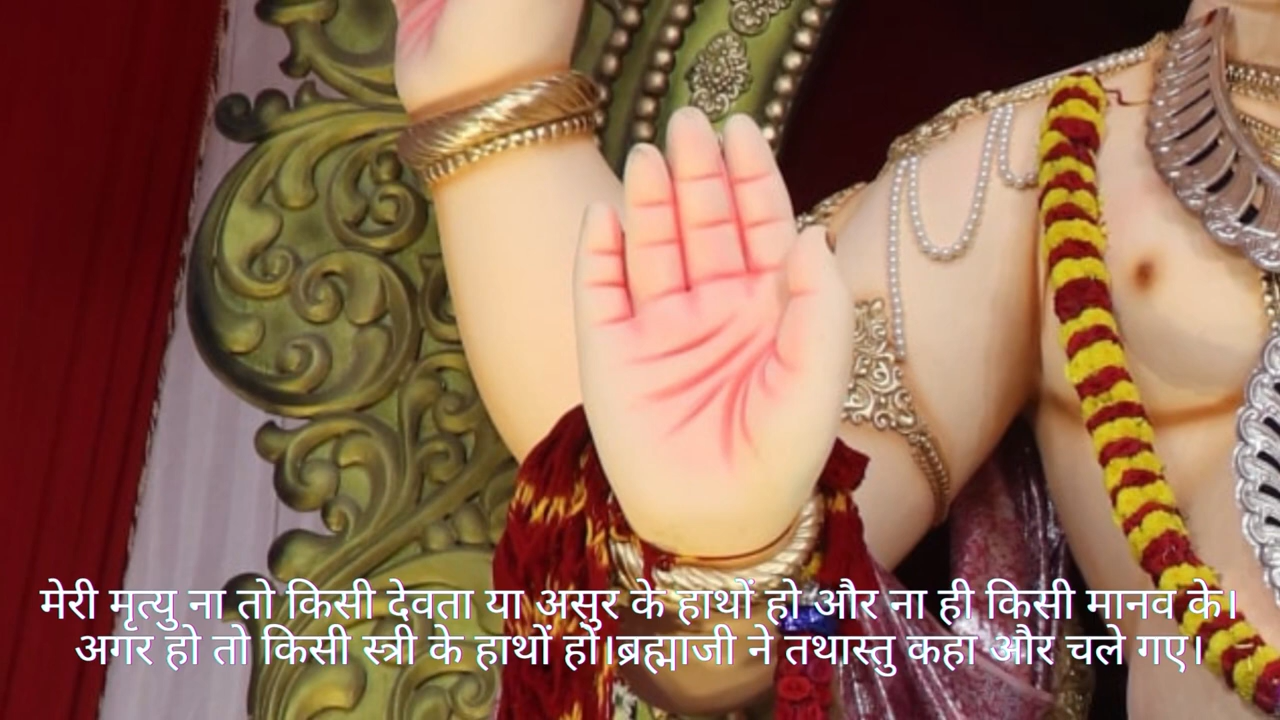 मेरी मृत्यु ना तो किसी देवता या असुर के हाथों हो और ना ही किसी मानव के।
अगर हो तो किसी स्त्री के हाथों हो।ब्रह्माजी ने तथास्तु कहा और चले गए।